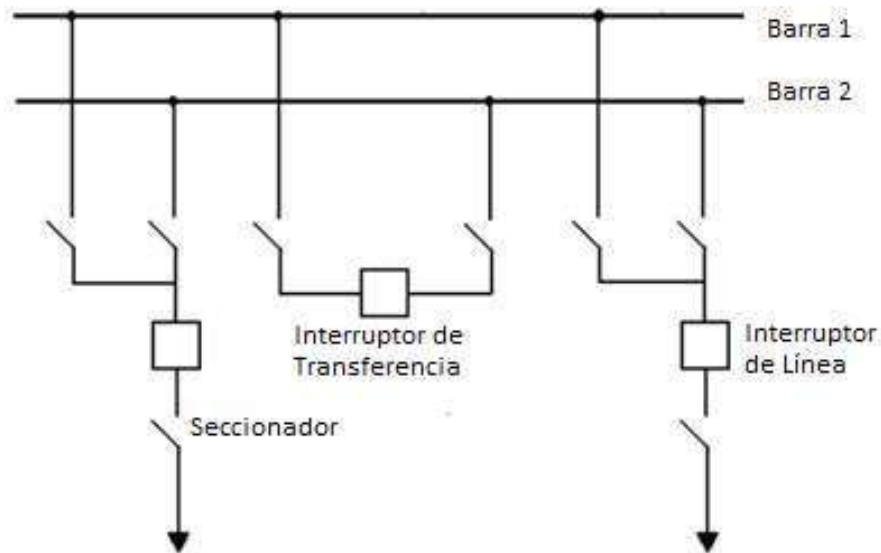 Barra 1
Barra 2
Interruptor de
Transferencia
Interruptor
de Línea
Seccionador